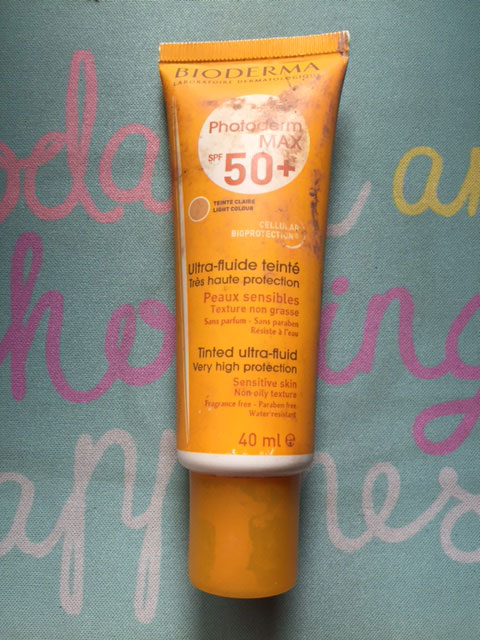 BIODERMA
LABORATOIRE DERMATOLOGIQUE
Photoderm
MAX
SPF 50+
TEINTE CLAIRE
LIGHT COLOUR
CELLULAR
BIOPROTECTION
Ultra-fluide teinté
Très haute protection
Peaux sensibles
Texture non grasse
Sans parfum - Sans paraben
Résiste à l'eau
Tinted ultra-fluid
Very high protection
Sensitive skin
Non oily texture
Fragrance free - Paraben free
Water resistant
40 ml e